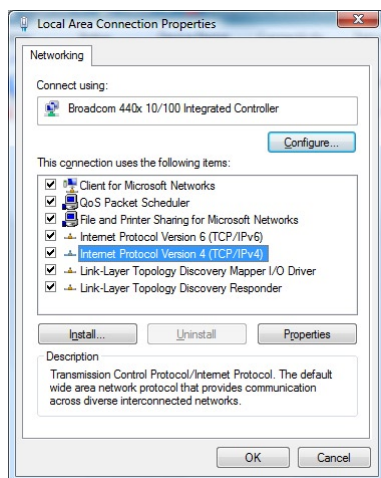 Local Area Connection Properties
Networking
Connect using:
Broadcom 440x 10/100 Integrated Controller
Configure...
This connection uses the following items:
Client for Microsoft Networks
QoS Packet Scheduler
File and Printer Sharing for Microsoft Networks
Internet Protocol Version 6 (TCP/IPv6)
Internet Protocol Version 4 (TCP/IPv4)
Link-Layer Topology Discovery Mapper I/O Driver
Link-Layer Topology Discovery Responder
Install... Uninstall Properties
Description
Transmission Control Protocol/Internet Protocol. The default
wide area network protocol that provides communication
across diverse interconnected networks.
OK Cancel